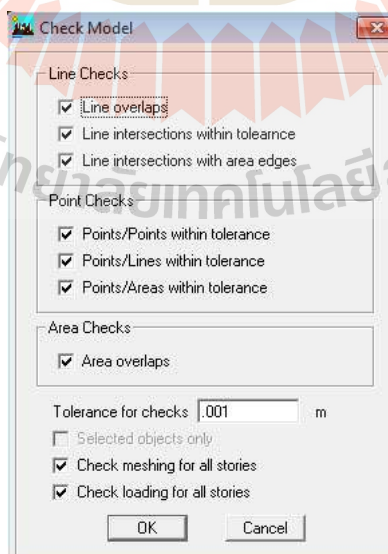 Check Model
Line Checks
Line overlaps
Line intersections within tolearnce
Line intersections with area edges
Point Checks
Points/Points within tolerance
Points/Lines within tolerance
Points/Areas within tolerance
Area Checks
Area overlaps
Tolerance for checks .001 m
Selected objects only
Check meshing for all stories
Check loading for all stories
OK Cancel